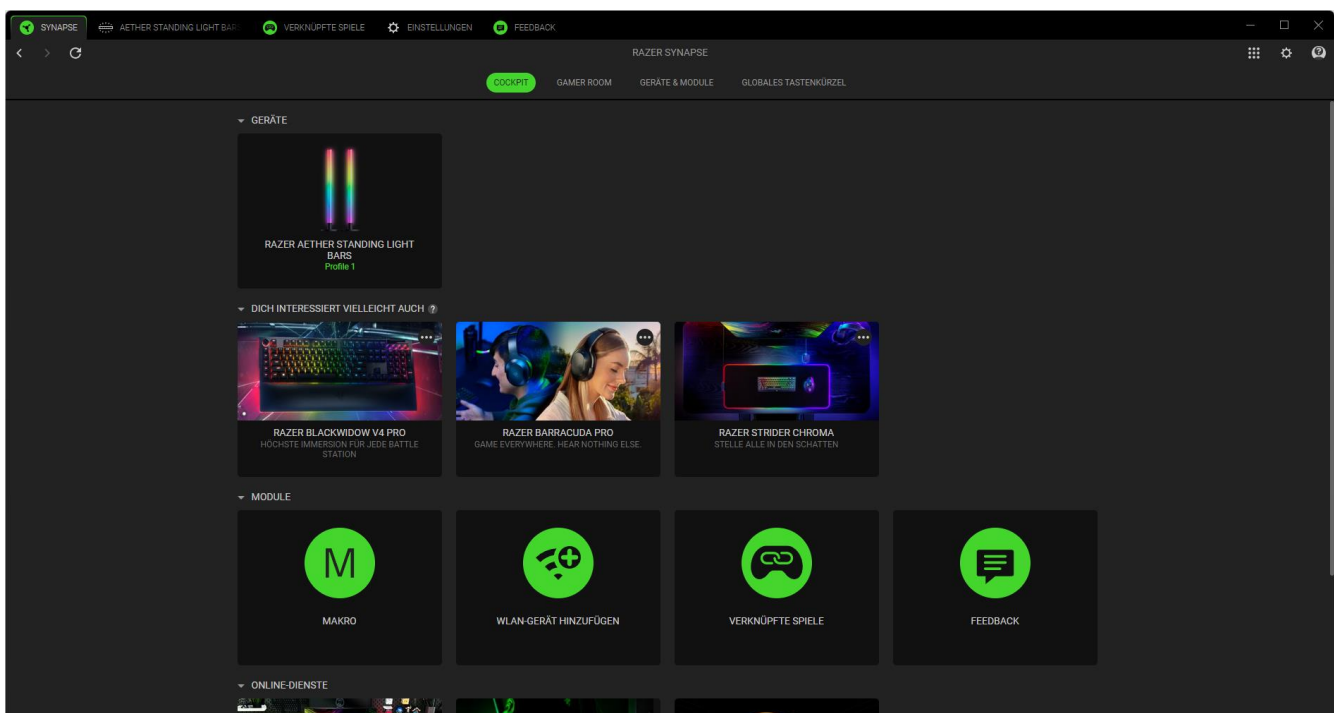 SYNAPSE
AETHER STANDING LIGHT BAR
VERKNÜPFTE SPIELE
EINSTELLUNGEN
FEEDBACK
RAZER SYNAPSE
COCKPIT
GAMER ROOM
GERÄTE & MODULE
GLOBALES TASTENKÜRZEL
GERÄTE
RAZER AETHER STANDING LIGHT
BARS
Profile 1
DICH INTERESSIERT VIELLEICHT AUCH ?
RAZER BLACKWIDOW V4 PRO
HÖCHSTE IMMERSION FÜR JEDE BATTLE
STATION
RAZER BARRACUDA PRO
GAME EVERYWHERE. HEAR NOTHING ELSE.
RAZER STRIDER CHROMA
STELLE ALLE IN DEN SCHATTEN
MODULE
M
MAKRO
WLAN-GERÄT HINZUFÜGEN
VERKNÜPFTE SPIELE
FEEDBACK
ONLINE-DIENSTE